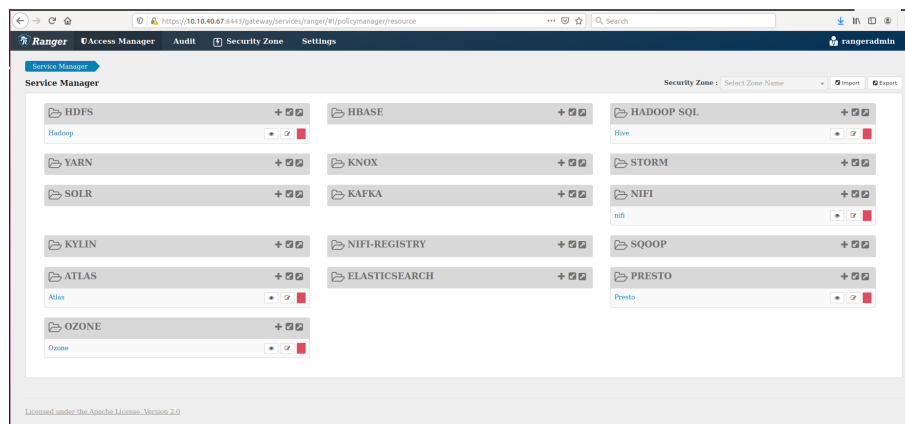 https://10.10.40.67:8443/gateway/services/ranger/#!/policymanager/resource
Search
Ranger Access Manager Audit Security Zone Settings rangeradmin
Service Manager
Service Manager Security Zone : Select Zone Name Import Export
HDFS HBASE HADOOP SQL
Hadoop Hive
YARN KNOX STORM
SOLR KAFKA NIFI
nifi
KYLIN NIFI-REGISTRY SQOOP
ATLAS ELASTICSEARCH PRESTO
Atlas Presto
OZONE
Ozone
Licensed under the Apache License, Version 2.0